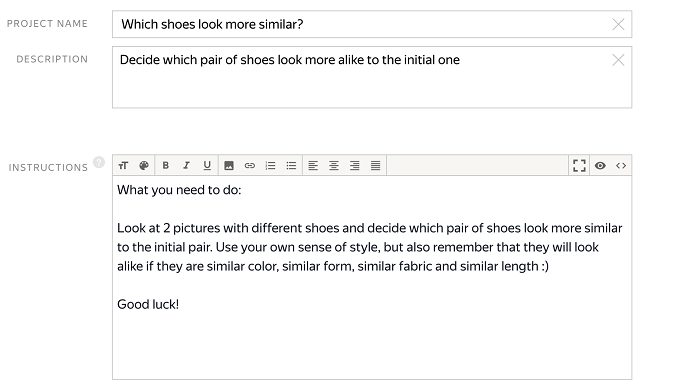 PROJECT NAME
Which shoes look more similar?
DESCRIPTION
Decide which pair of shoes look more alike to the initial one
INSTRUCTIONS ?
B I U
What you need to do:
Look at 2 pictures with different shoes and decide which pair of shoes look more similar
to the initial pair. Use your own sense of style, but also remember that they will look
alike if they are similar color, similar form, similar fabric and similar length :)
Good luck!